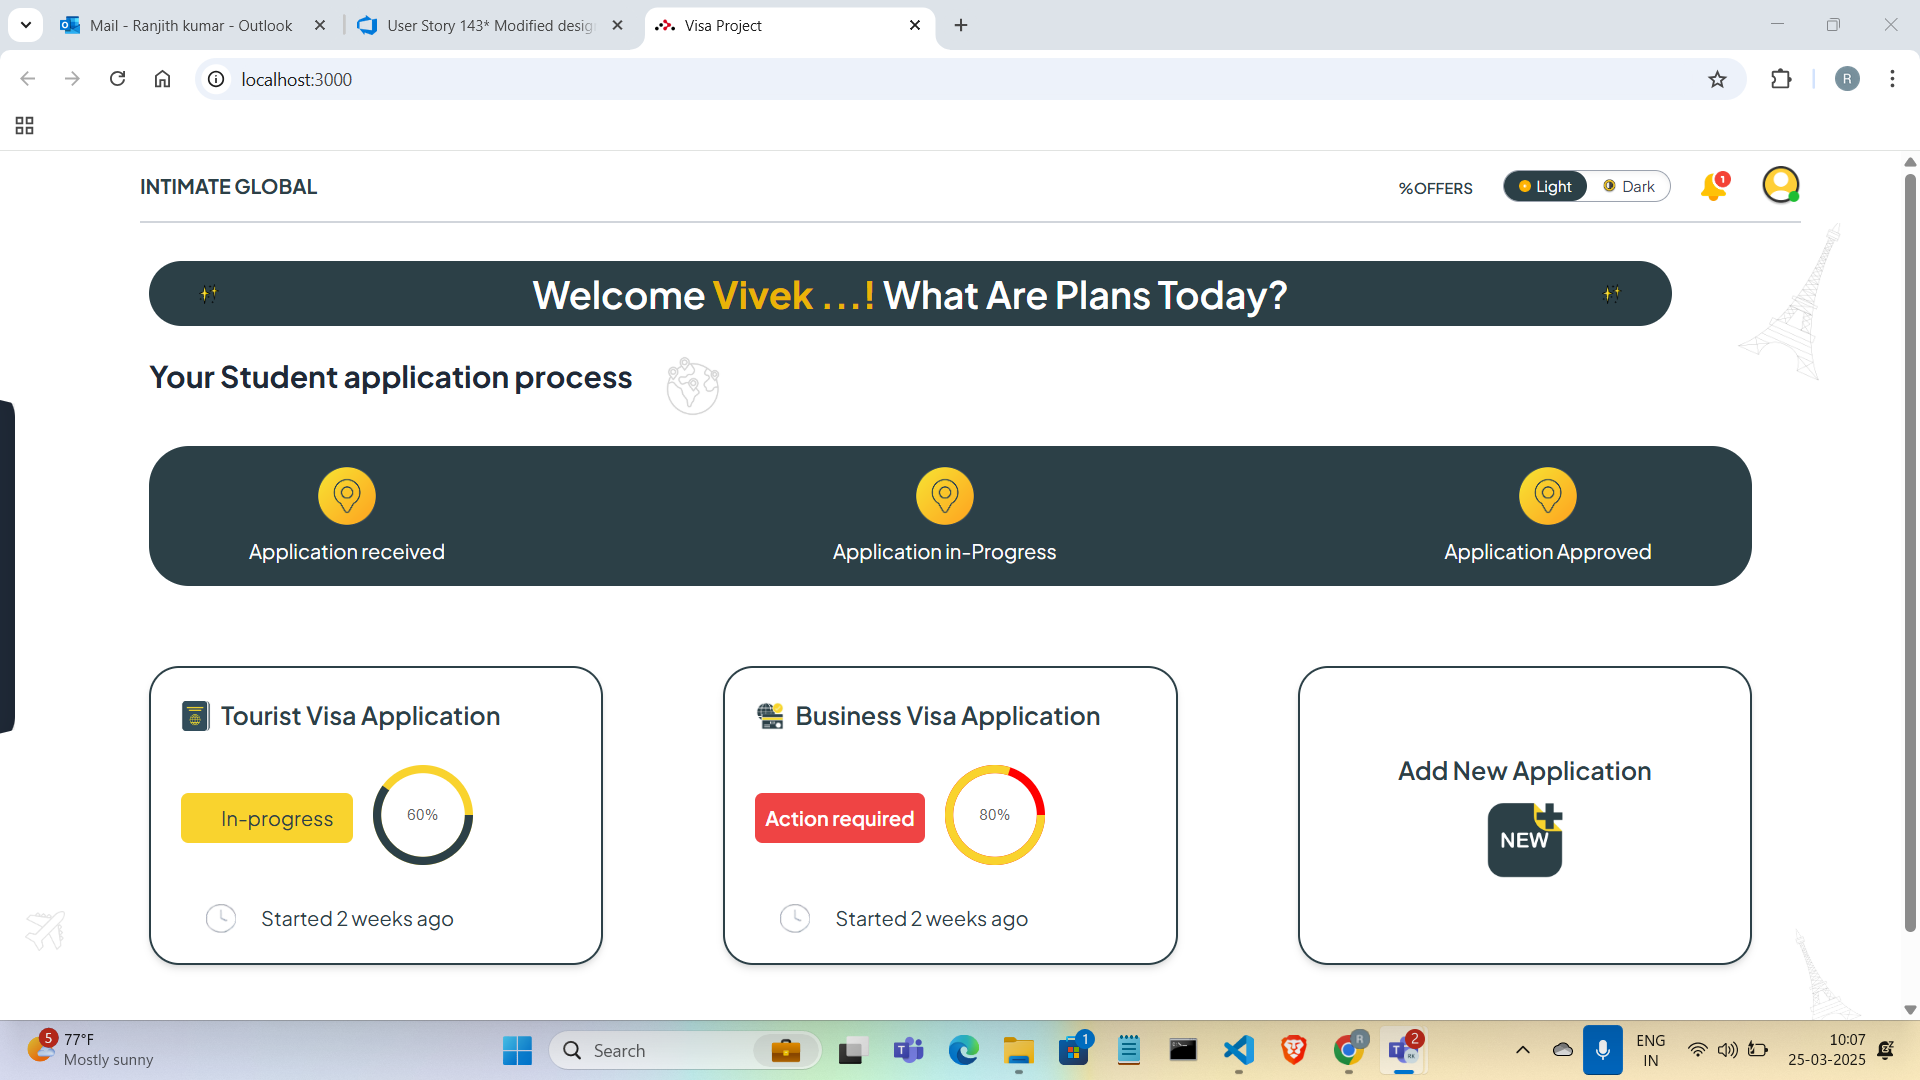 Mail - Ranjith kumar - Outlook
User Story 143* Modified desig
Visa Project
localhost:3000
R
INTIMATE GLOBAL
%OFFERS
Light
Dark
1
Welcome Vivek ...! What Are Plans Today?
Your Student application process
Application received
Application in-Progress
Application Approved
Tourist Visa Application
In-progress
60%
Started 2 weeks ago
Business Visa Application
Action required
80%
Started 2 weeks ago
Add New Application
NEW
5
77°F
Mostly sunny
Search
1
R
2
ENG
IN
10:07
25-03-2025